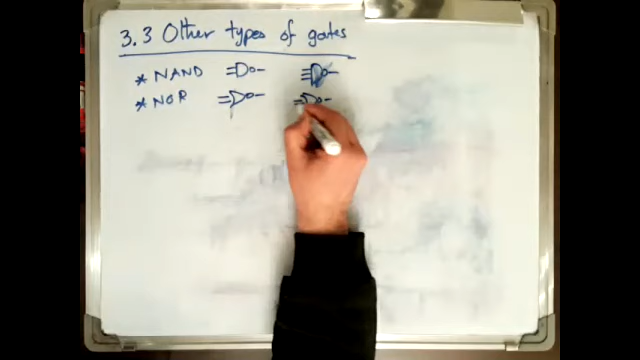 3.3 Other types of gates
* NAND
* NOR